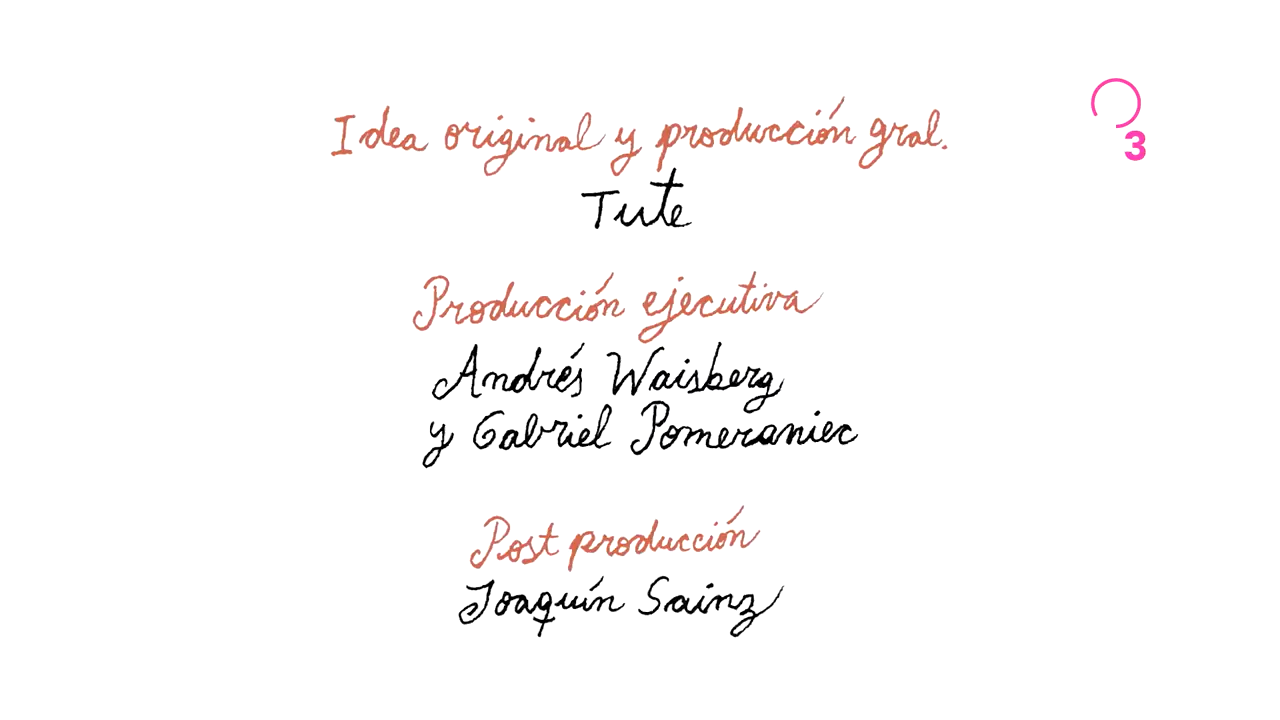 Idea original y producción gral.
3
Tute
Producción ejecutiva
Andrés Waisberg
y Gabriel Pomeraniec
Post producción
Joaquín Sainz